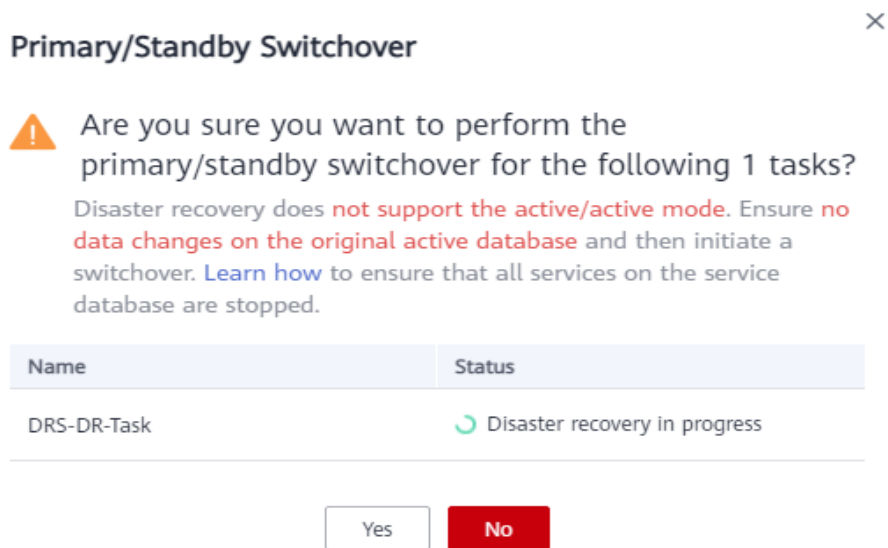 Primary/Standby Switchover
Are you sure you want to perform the
primary/standby switchover for the following 1 tasks?
Disaster recovery does not support the active/active mode. Ensure no
data changes on the original active database and then initiate a
switchover. Learn how to ensure that all services on the service
database are stopped.
Name Status
DRS-DR-Task Disaster recovery in progress
Yes No